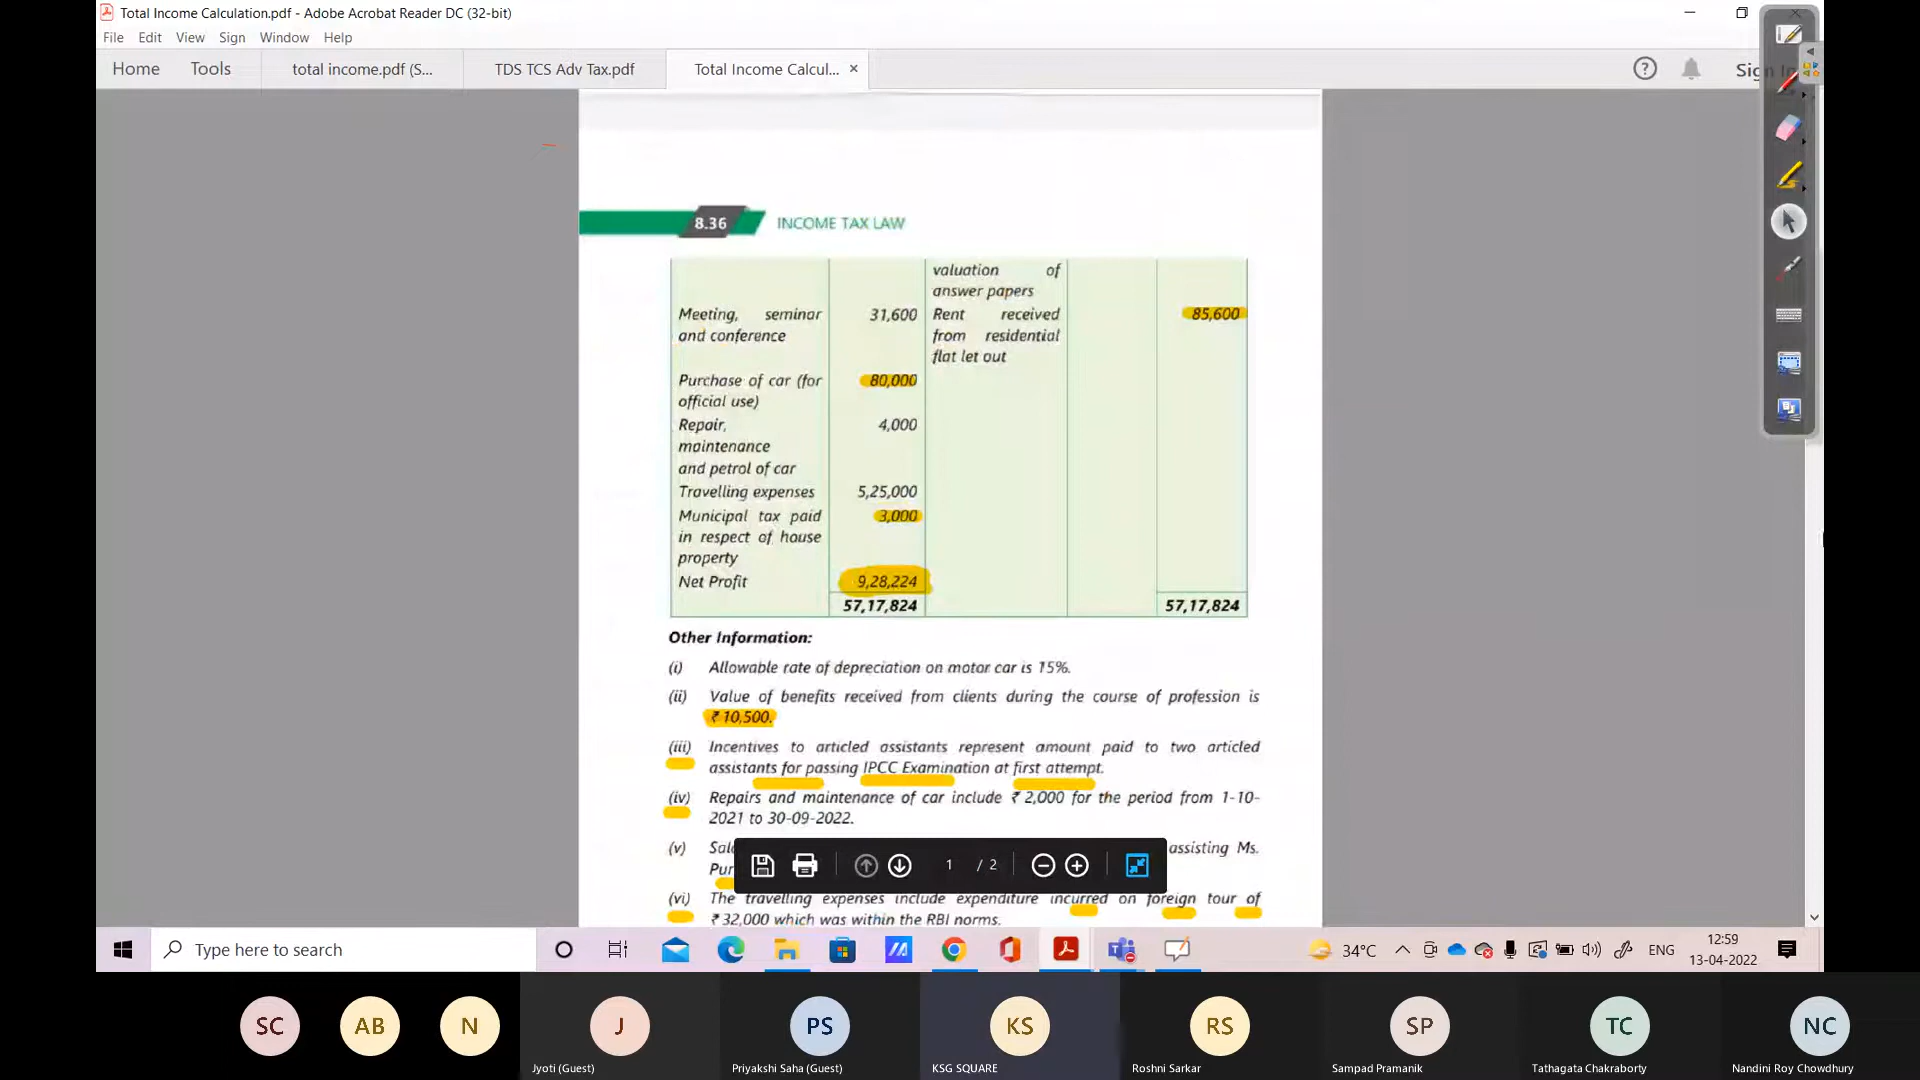 Total Income Calculation.pdf - Adobe Acrobat Reader DC (32-bit)
File Edit View Sign Window Help
Home Tools total income.pdf (S... TDS TCS Adv Tax.pdf Total Income Calcul... × Sign In
8.36 INCOME TAX LAW
valuation of
answer papers
Meeting, seminar 31,600 Rent received 85,600
and conference from residential
flat let out
Purchase of car (for 80,000
official use)
Repair, 4,000
maintenance
and petrol of car
Travelling expenses 5,25,000
Municipal tax paid 3,000
in respect of house
property
Net Profit 9,28,224
57,17,824 57,17,824
Other Information:
(i) Allowable rate of depreciation on motor car is 15%.
(ii) Value of benefits received from clients during the course of profession is
₹ 10,500.
(iii) Incentives to articled assistants represent amount paid to two articled
assistants for passing IPCC Examination at first attempt.
(iv) Repairs and maintenance of car include ₹ 2,000 for the period from 1-10-
2021 to 30-09-2022.
(v) assisting Ms.
1 / 2
(vi) The travelling expenses include expenditure incurred on foreign tour of
₹ 32,000 which was within the RBI norms.
Type here to search 34°C ENG 12:59
13-04-2022
SC AB N J PS KS RS SP TC NC
Jyoti (Guest) Priyakshi Saha (Guest) KSG SQUARE Roshni Sarkar Sampad Pramanik Tathagata Chakraborty Nandini Roy Chowdhury